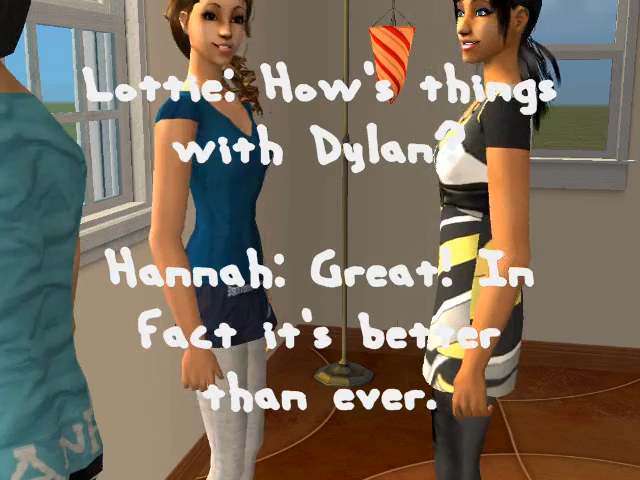 Lottie: How's things
with Dylan?
Hannah: Great! In
fact it's better
than ever.